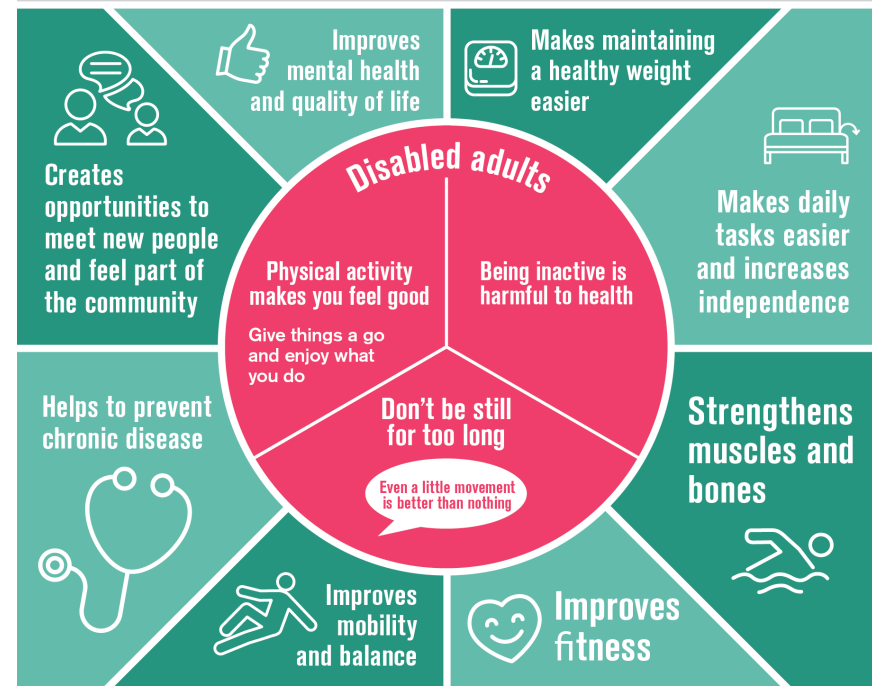 Improves
mental health
and quality of life
Makes maintaining
a healthy weight
easier
Creates
opportunities to
meet new people
and feel part of
the community
Makes daily
tasks easier
and increases
independence
Disabled adults
Physical activity
makes you feel good
Give things a go
and enjoy what
you do
Being inactive is
harmful to health
Don't be still
for too long
Even a little movement
is better than nothing
Helps to prevent
chronic disease
Strengthens
muscles and
bones
Improves
mobility
and balance
Improves
fitness